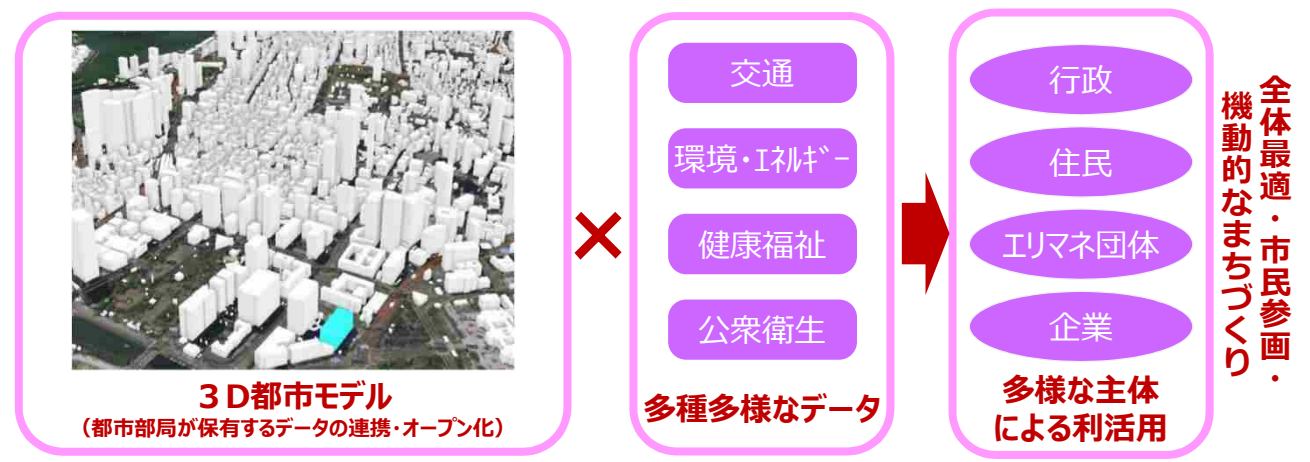 ３Ｄ都市モデル
（都市部局が保有するデータの連携・オープン化）
×
交通
環境・ｴﾈﾙｷﾞｰ
健康福祉
公衆衛生
多種多様なデータ
行政
住民
エリマネ団体
企業
多様な主体
による利活用
全体最適・市民参画・
機動的なまちづくり